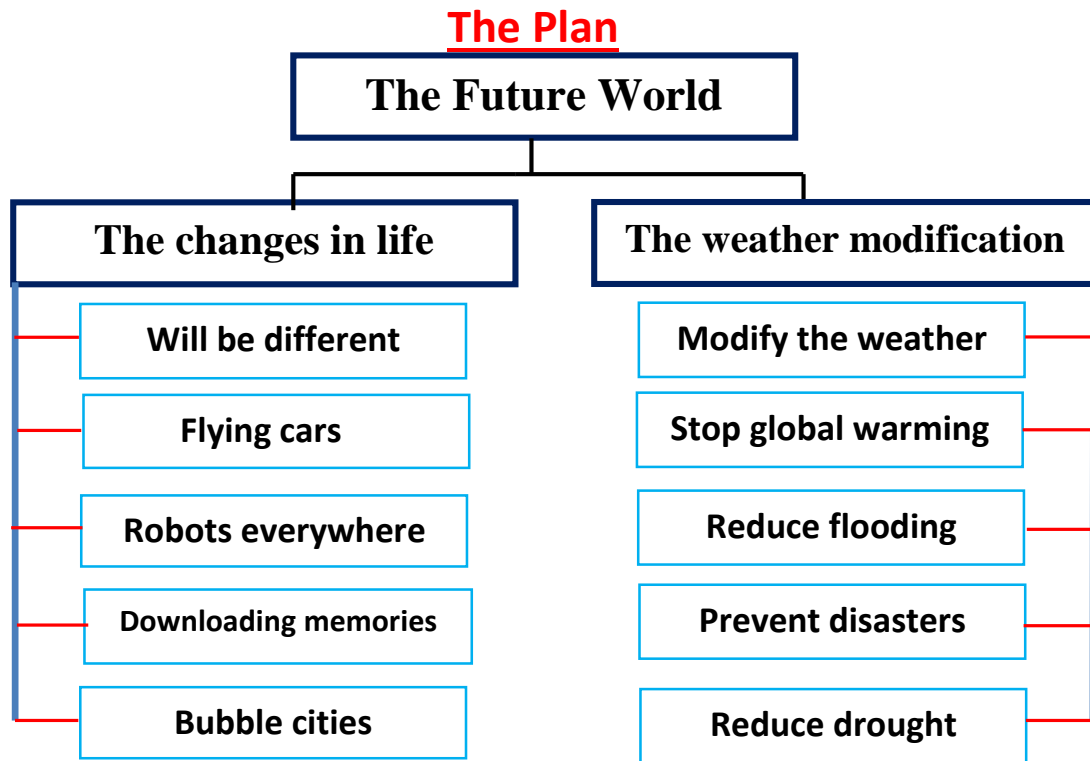 The Plan
The Future World
The changes in life
Will be different
Flying cars
Robots everywhere
Downloading memories
Bubble cities
The weather modification
Modify the weather
Stop global warming
Reduce flooding
Prevent disasters
Reduce drought